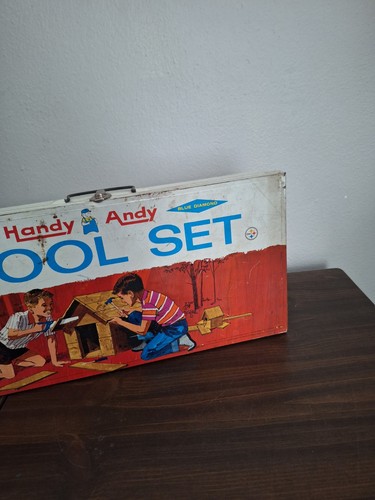 Handy Andy
BLUE DIAMOND
OOL SET